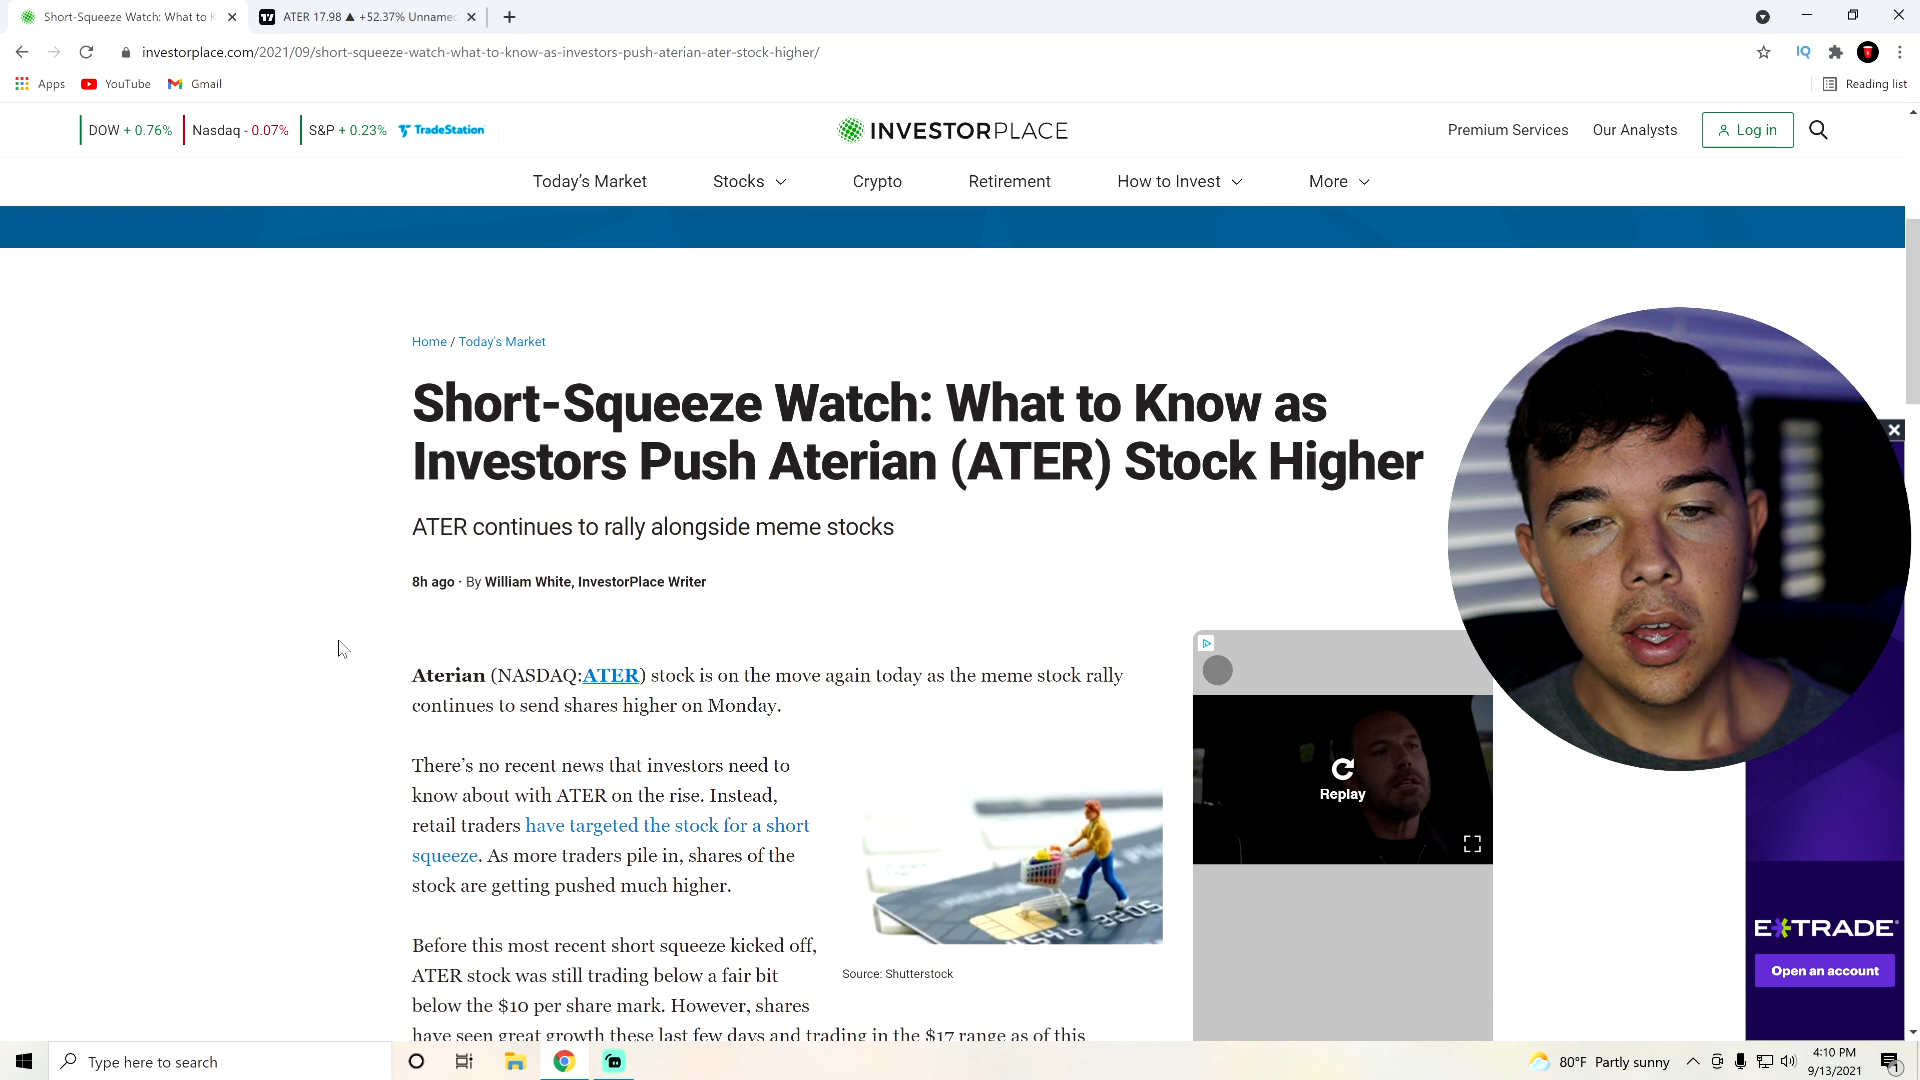 Short-Squeeze Watch: What to K
ATER 17.98 ▲ +52.37% Unnamed
investorplace.com/2021/09/short-squeeze-watch-what-to-know-as-investors-push-aterian-ater-stock-higher/
IQ
Apps
YouTube
Gmail
Reading list
DOW + 0.76%
Nasdaq - 0.07%
S&P + 0.23%
TradeStation
INVESTORPLACE
Premium Services
Our Analysts
Log in
Today's Market
Stocks
Crypto
Retirement
How to Invest
More
Home / Today's Market
Short-Squeeze Watch: What to Know as
Investors Push Aterian (ATER) Stock Higher
ATER continues to rally alongside meme stocks
8h ago · By William White, InvestorPlace Writer
Aterian (NASDAQ:ATER) stock is on the move again today as the meme stock rally
continues to send shares higher on Monday.
There's no recent news that investors need to
know about with ATER on the rise. Instead,
retail traders have targeted the stock for a short
squeeze. As more traders pile in, shares of the
stock are getting pushed much higher.
Source: Shutterstock
Before this most recent short squeeze kicked off,
ATER stock was still trading below a fair bit
below the $10 per share mark. However, shares
have seen great growth these last few days and trading in the $17 range as of this
Replay
E*TRADE
Open an account
Type here to search
80°F Partly sunny
4:10 PM
9/13/2021
1